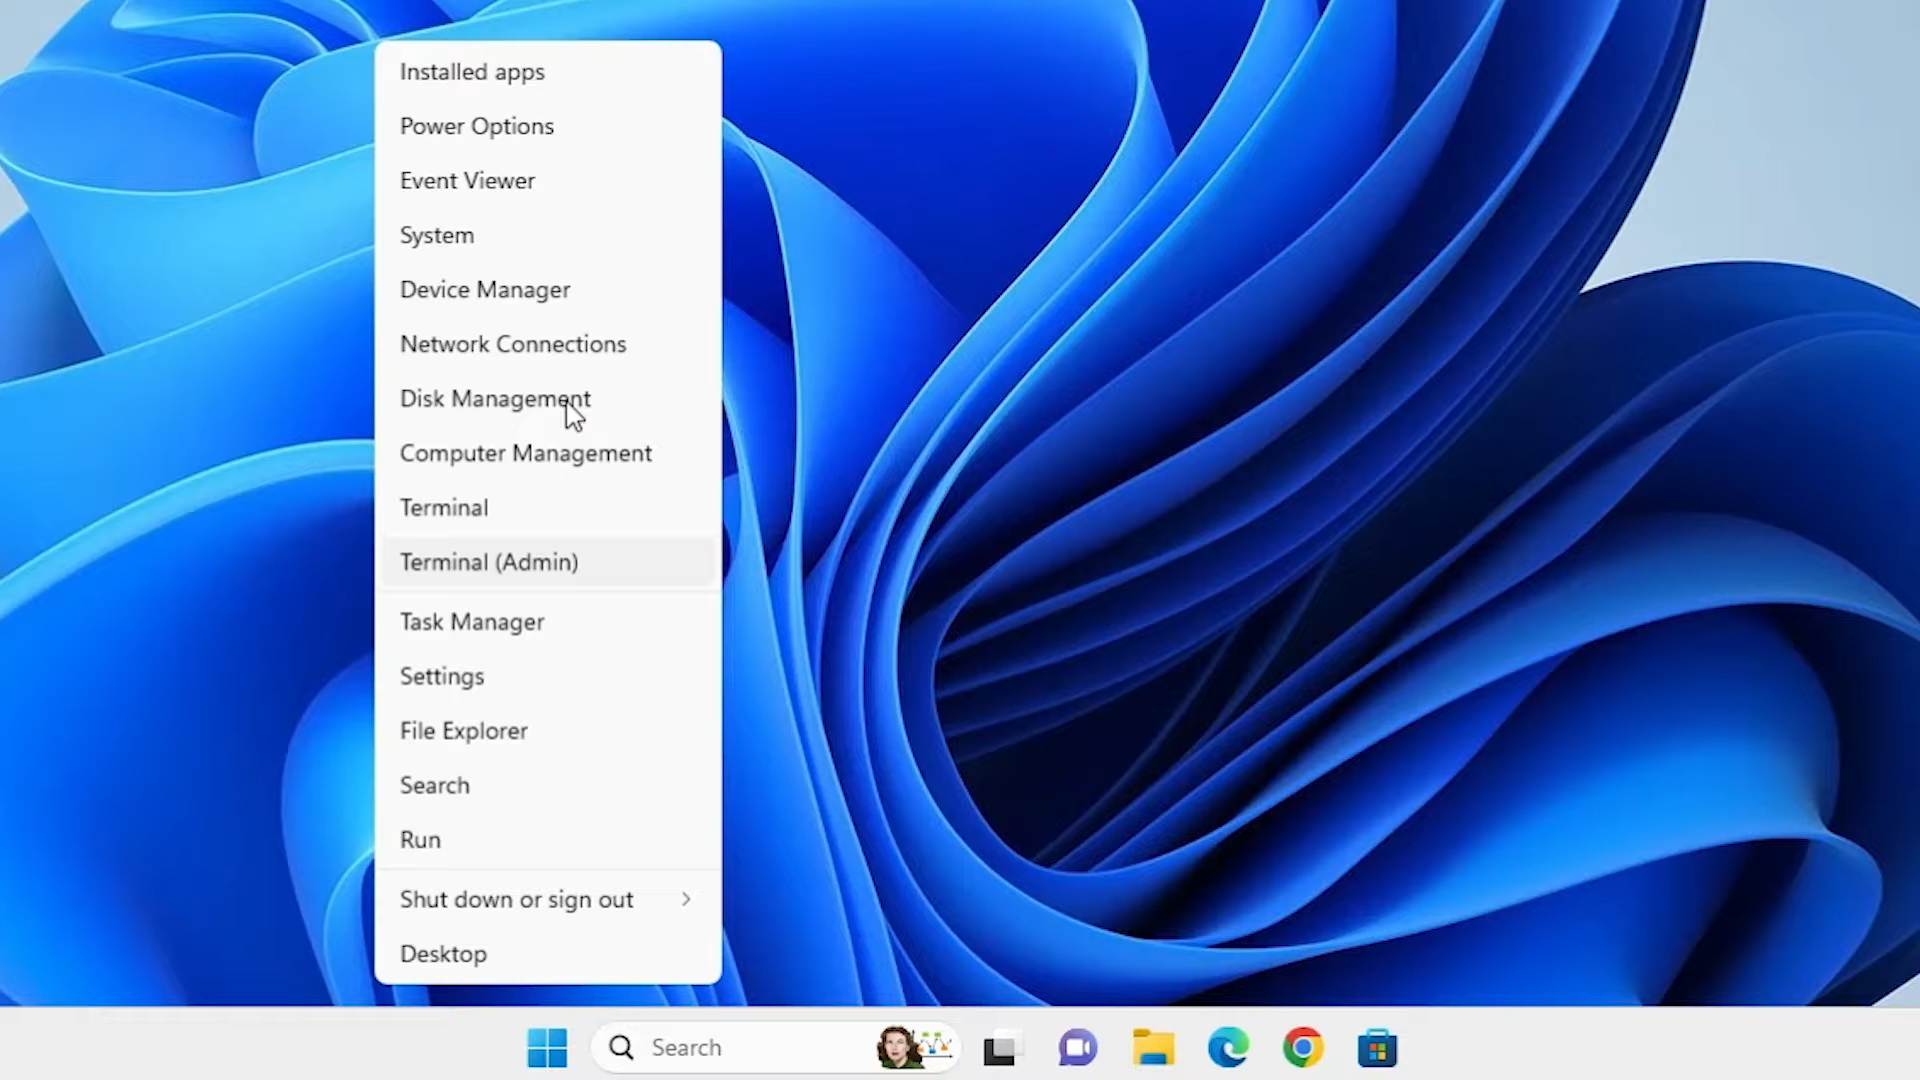 Installed apps
Power Options
Event Viewer
System
Device Manager
Network Connections
Disk Management
Computer Management
Terminal
Terminal (Admin)
Task Manager
Settings
File Explorer
Search
Run
Shut down or sign out
Desktop
Search